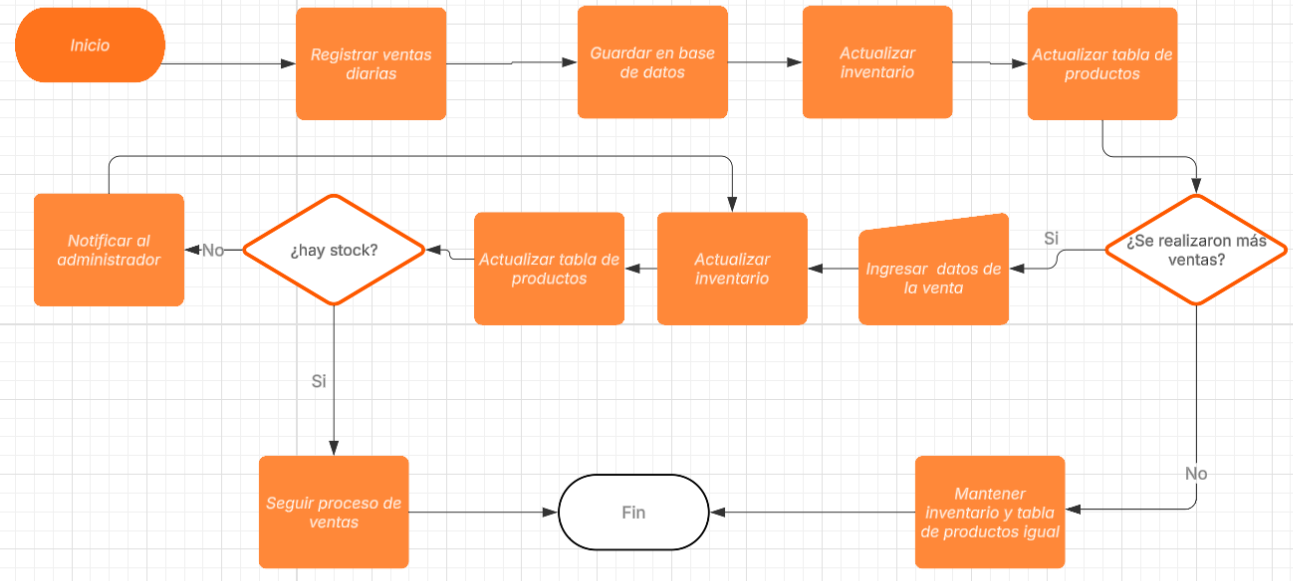 Inicio
Registrar ventas
diarias
Guardar en base
de datos
Actualizar
inventario
Actualizar tabla de
productos
Notificar al
administrador
No
¿hay stock?
Actualizar tabla de
productos
Actualizar
inventario
Ingresar datos de
la venta
Si
¿Se realizaron más
ventas?
Si
No
Seguir proceso de
ventas
Fin
Mantener
inventario y tabla
de productos igual